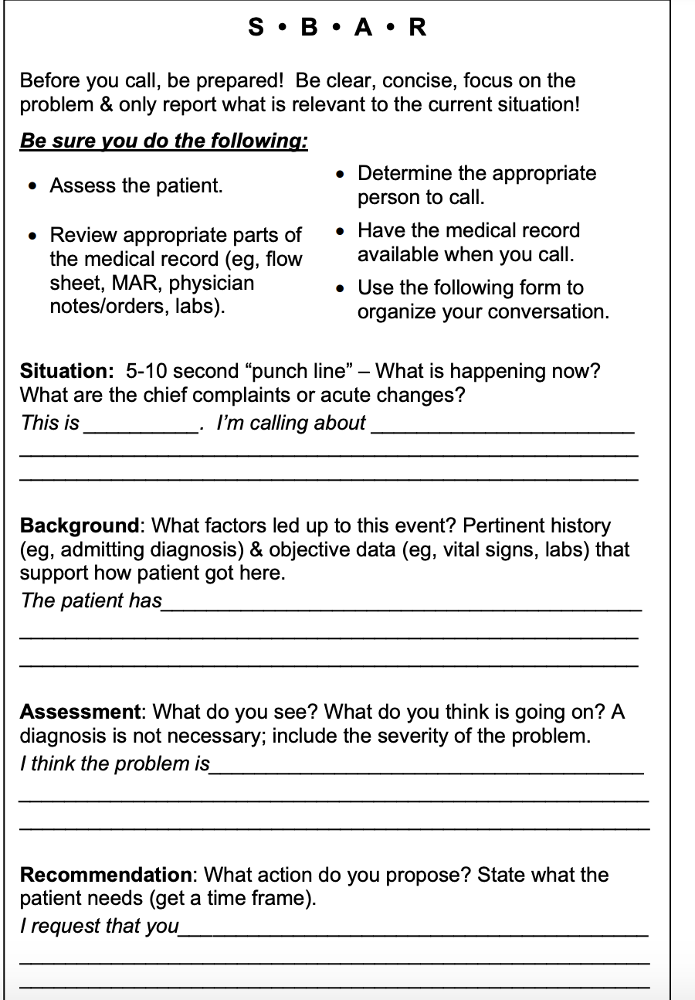 S • B • A • R
Before you call, be prepared!  Be clear, concise, focus on the
problem & only report what is relevant to the current situation!
Be sure you do the following:
• Assess the patient.
• Review appropriate parts of
the medical record (eg, flow
sheet, MAR, physician
notes/orders, labs).
• Determine the appropriate
person to call.
• Have the medical record
available when you call.
• Use the following form to
organize your conversation.
Situation:  5-10 second “punch line” – What is happening now?
What are the chief complaints or acute changes?
This is __________.  I’m calling about _______________________
Background: What factors led up to this event? Pertinent history
(eg, admitting diagnosis) & objective data (eg, vital signs, labs) that
support how patient got here.
The patient has__________________________________________
Assessment: What do you see? What do you think is going on? A
diagnosis is not necessary; include the severity of the problem.
I think the problem is______________________________________
Recommendation: What action do you propose? State what the
patient needs (get a time frame).
I request that you_________________________________________